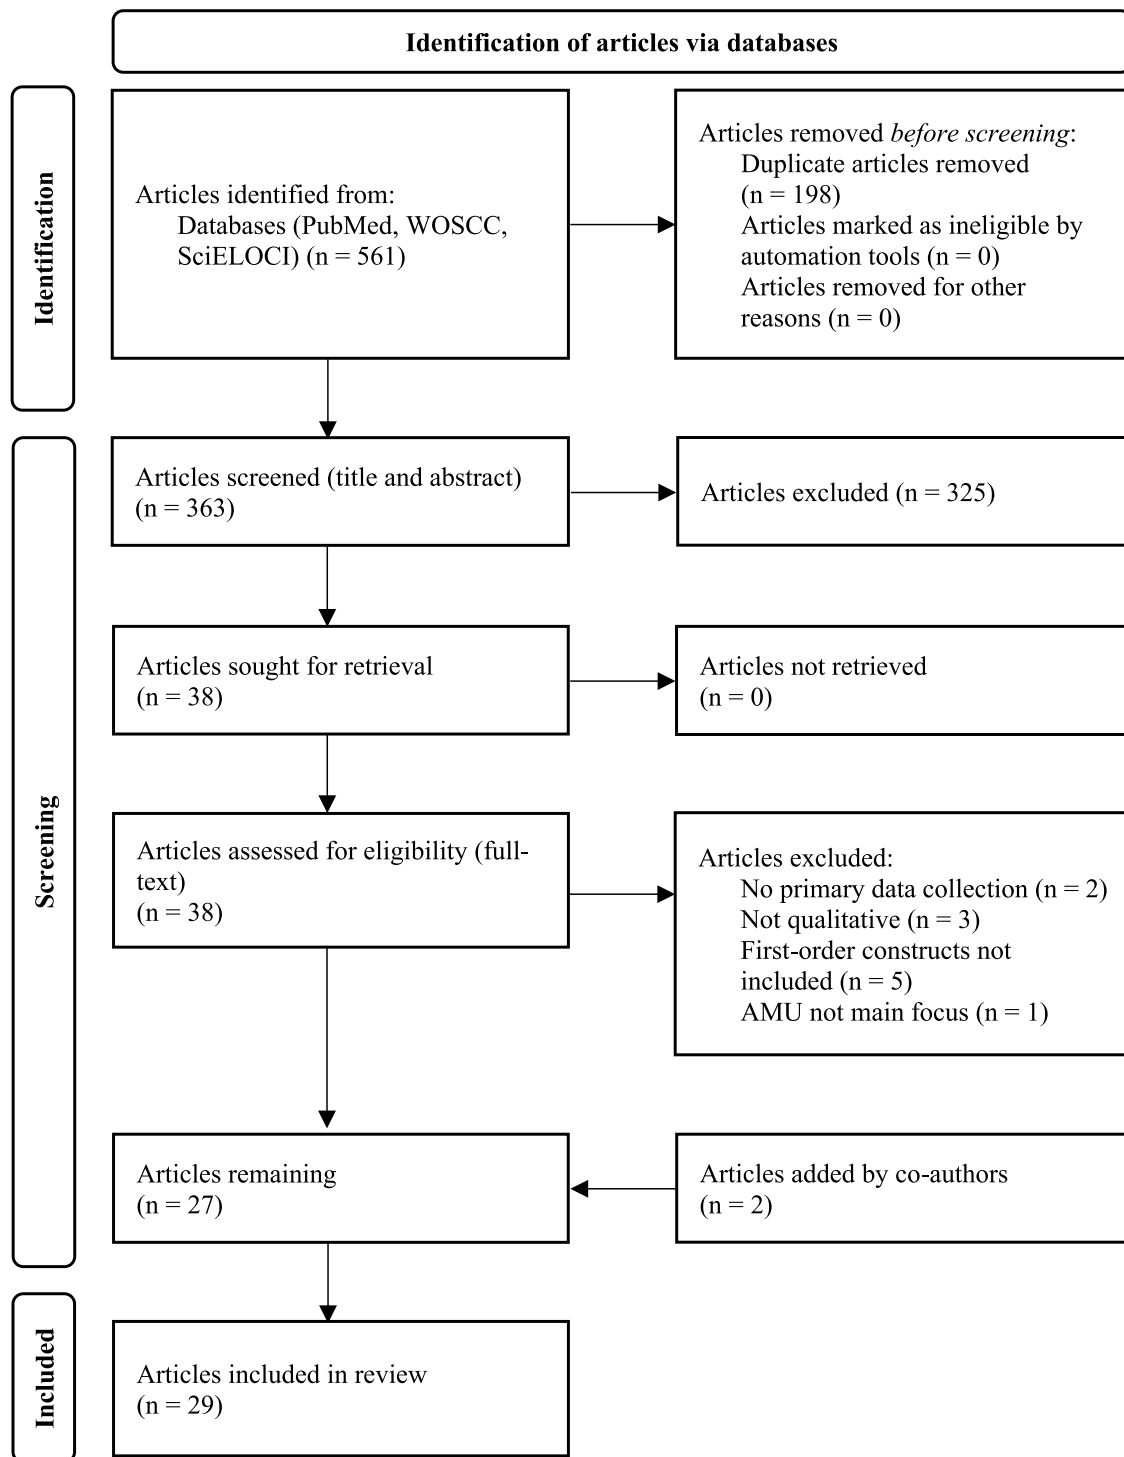 Identification of articles via databases
Identification
Articles identified from:
Databases (PubMed, WOSCC,
SciELOCI) (n = 561)
Articles removed before screening:
Duplicate articles removed
(n = 198)
Articles marked as ineligible by
automation tools (n = 0)
Articles removed for other
reasons (n = 0)
Screening
Articles screened (title and abstract)
(n = 363)
Articles excluded (n = 325)
Articles sought for retrieval
(n = 38)
Articles not retrieved
(n = 0)
Articles assessed for eligibility (full-
text)
(n = 38)
Articles excluded:
No primary data collection (n = 2)
Not qualitative (n = 3)
First-order constructs not
included (n = 5)
AMU not main focus (n = 1)
Articles remaining
(n = 27)
Articles added by co-authors
(n = 2)
Included
Articles included in review
(n = 29)